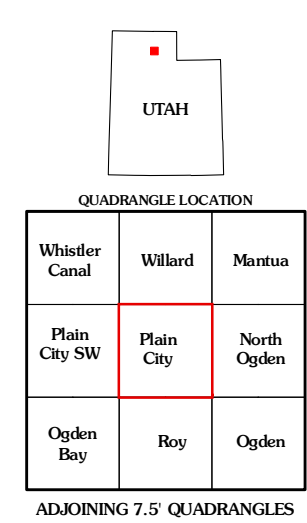 UTAH
QUADRANGLE LOCATION
Whistler Canal
Willard
Mantua
Plain City SW
Plain City
North Ogden
Ogden Bay
Roy
Ogden
ADJOINING 7.5' QUADRANGLES